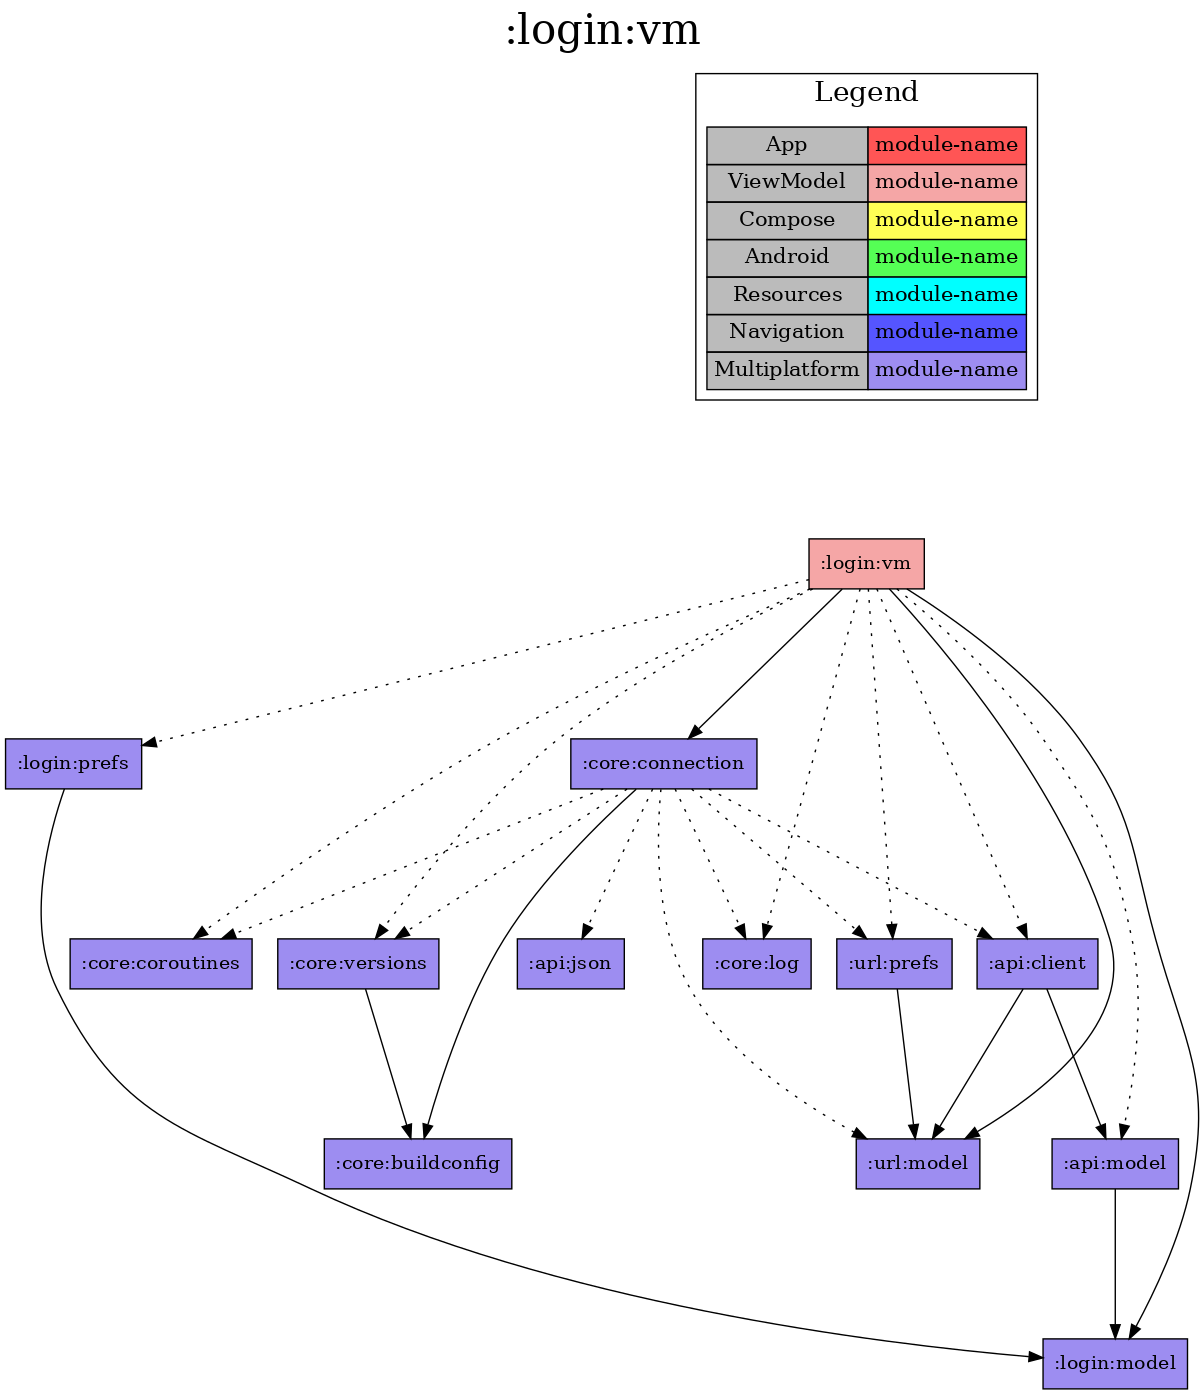 :login:vm
Legend
App module-name
ViewModel module-name
Compose module-name
Android module-name
Resources module-name
Navigation module-name
Multiplatform module-name
:login:vm
:login:prefs :core:connection
:core:coroutines :core:versions :api:json :core:log :url:prefs :api:client
:core:buildconfig :url:model :api:model
:login:model